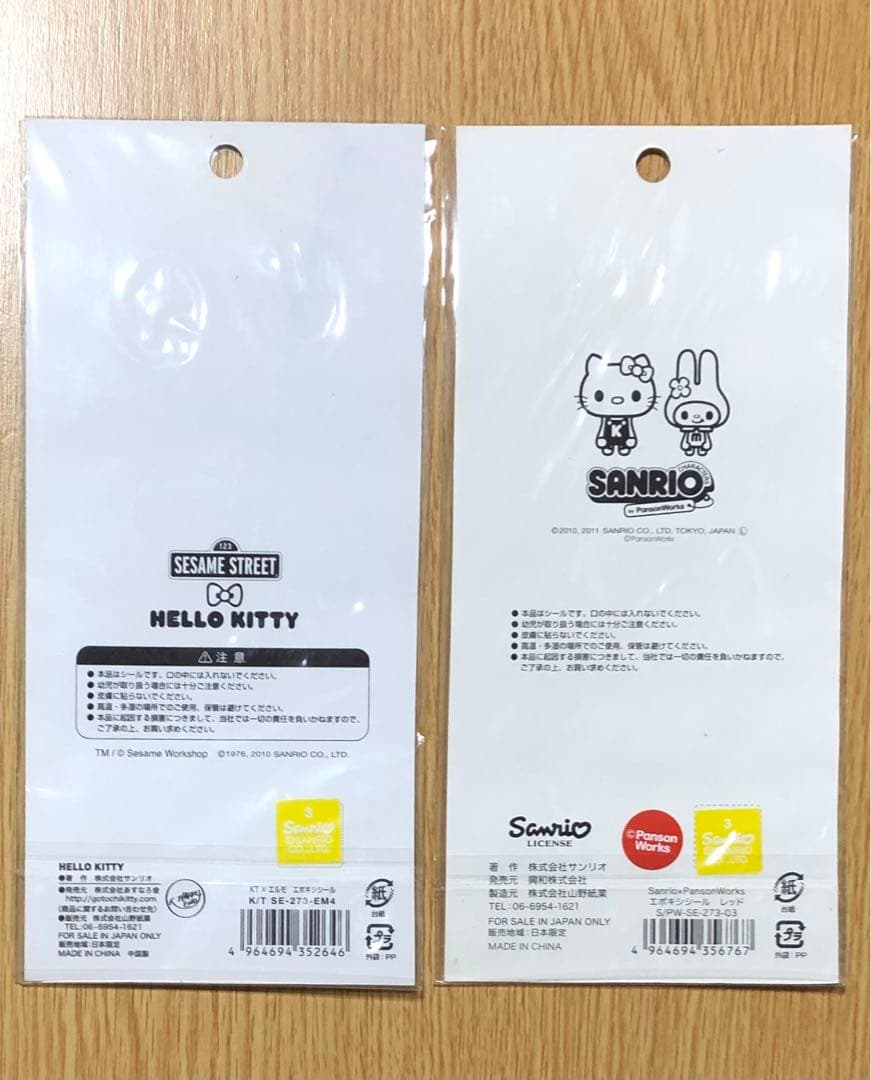 123
SESAME STREET
HELLO KITTY
⚠注意
● 本品はシールです。口の中には入れないでください。
● 幼児が取り扱う場合には十分ご注意ください。
● 皮膚に貼らないでください。
● 高温・多湿の場所でのご使用、保管は避けてください。
● 本品に起因する損害につきまして、当社では一切の責任を負いかねますので、
ご了承の上、お買い求めください。
TM / © Sesame Workshop ©1976, 2010 SANRIO CO., LTD.
3
Sanrio
©SANRIO
CO., LTD.
HELLO KITTY
●著 作 株式会社サンリオ
●発売元 株式会社あすなろ舎
http://gotochikitty.com
〈商品に関するお問い合わせ先〉
●販売元 株式会社山野紙業
TEL:06-6954-1621
FOR SALE IN JAPAN ONLY
販売地域:日本限定
MADE IN CHINA 中国製
KT×エルモ エポキシシール
K/T SE-273-EM4
4 964694 352646
紙
台紙
プラ
外袋:PP
K
m
SANRIO
CHARACTERS
by PansonWorks
©2010, 2011 SANRIO CO., LTD. TOKYO, JAPAN Ⓛ
©PansonWorks
● 本品はシールです。口の中には入れないでください。
● 幼児が取り扱う場合には十分ご注意ください。
● 皮膚に貼らないでください。
● 高温・多湿の場所でのご使用、保管は避けてください。
● 本品に起因する損害につきまして、当社では一切の責任を負いかねますので、
ご了承の上、お買い求めください。
Sanrio
LICENSE
©Panson
Works
3
Sanrio
©SANRIO
CO., LTD.
著 作 株式会社サンリオ
発売元 興和株式会社
製造元 株式会社山野紙業
TEL:06-6954-1621
FOR SALE IN JAPAN ONLY
販売地域:日本限定
MADE IN CHINA
Sanrio×PansonWorks
エポキシシール レッド
S/PW-SE-273-03
4 964694 356767
紙
台紙
プラ
外袋:PP